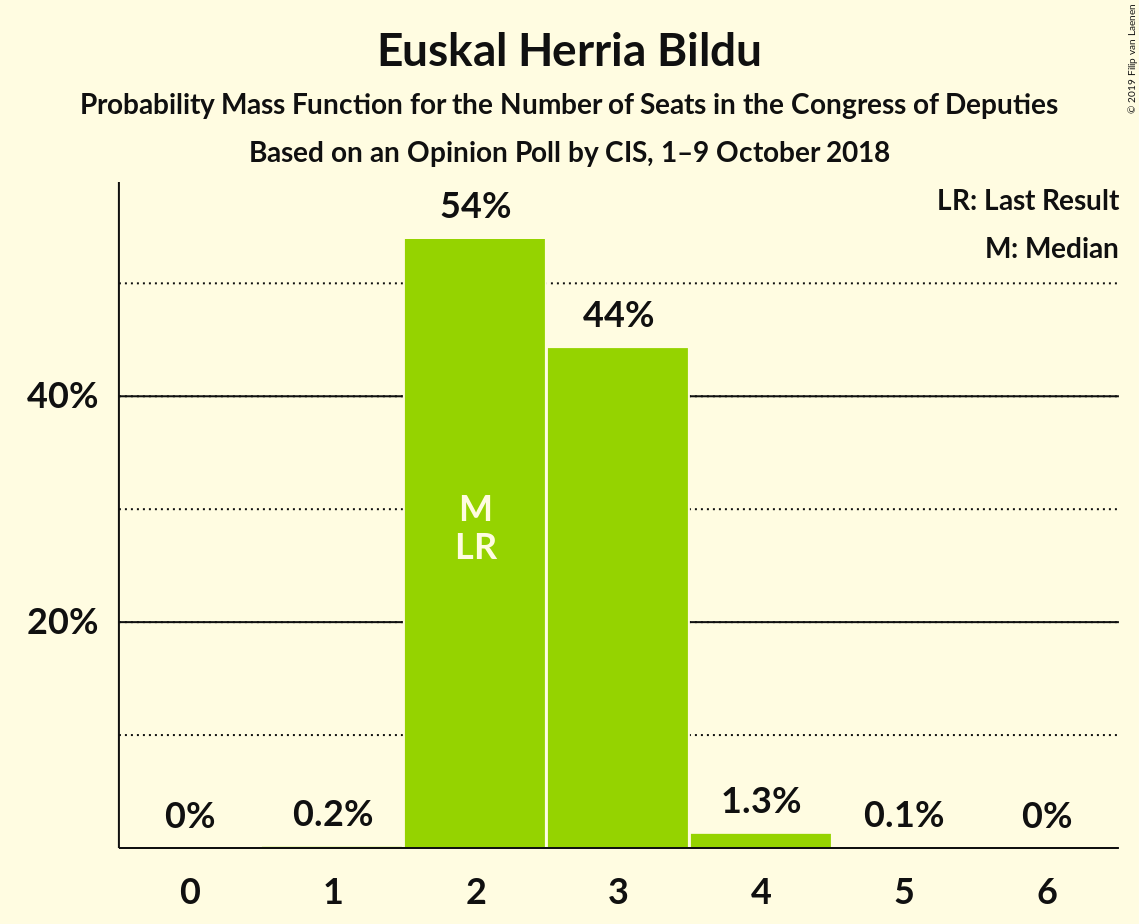 Euskal Herria Bildu
Probability Mass Function for the Number of Seats in the Congress of Deputies
Based on an Opinion Poll by CIS, 1–9 October 2018
© 2019 Filip van Laenen
LR: Last Result
M: Median
54%
44%
40%
M
LR
20%
0%
0.2%
1.3%
0.1%
0%
0 1 2 3 4 5 6